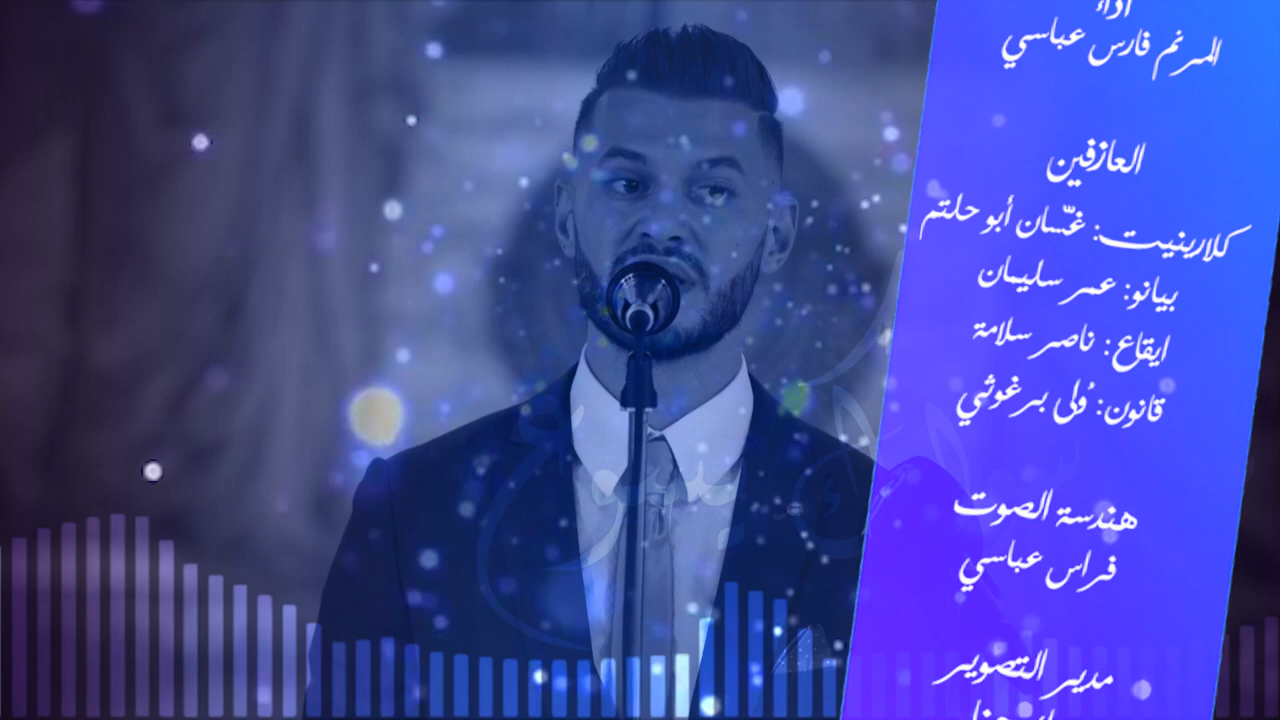 أداء
المرنم فارس عباسي
العازفين
كلارينيت: غسّان أبو حلتم
بيانو: عمر سليمان
ايقاع: ناصر سلامة
قانون: وُلى برغوثي
هندسة الصوت
فراس عباسي
مدير التصوير